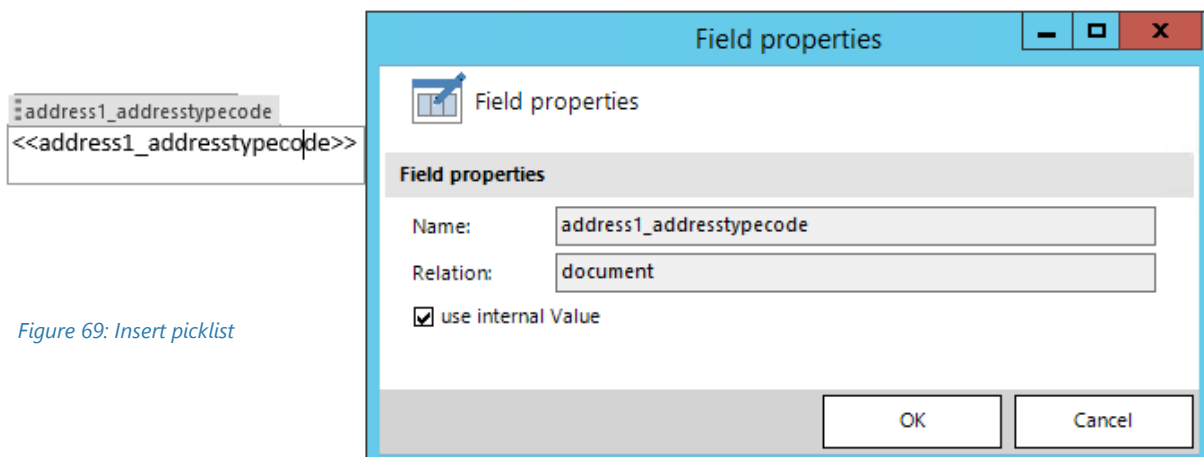 address1_addresstypecode
<<address1_addresstypecode>>
Figure 69: Insert picklist
Field properties
Field properties
Field properties
Name: address1_addresstypecode
Relation: document
use internal Value
OK Cancel